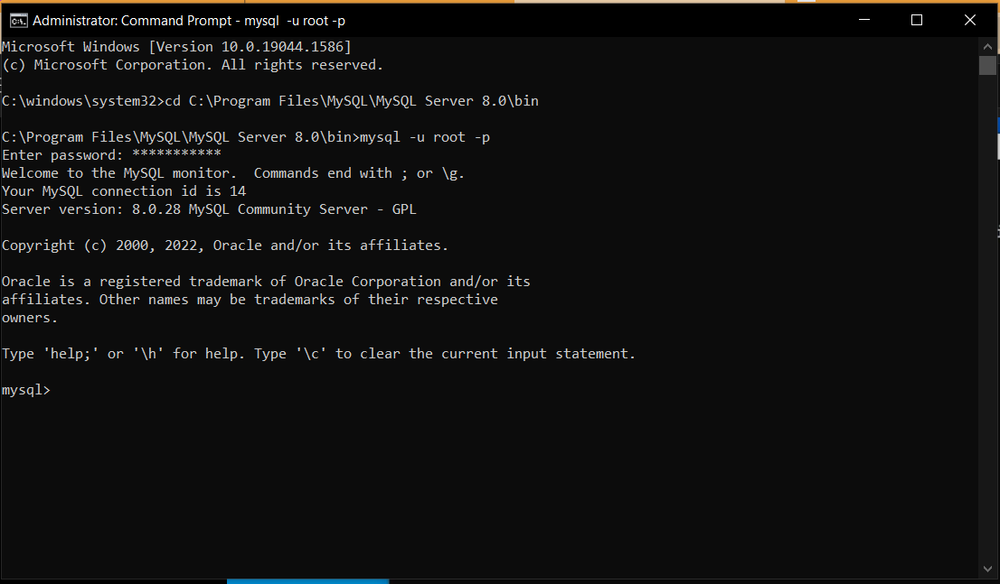 Administrator: Command Prompt - mysql  -u root -p
Microsoft Windows [Version 10.0.19044.1586]
(c) Microsoft Corporation. All rights reserved.
C:\windows\system32>cd C:\Program Files\MySQL\MySQL Server 8.0\bin
C:\Program Files\MySQL\MySQL Server 8.0\bin>mysql -u root -p
Enter password: ***********
Welcome to the MySQL monitor.  Commands end with ; or \g.
Your MySQL connection id is 14
Server version: 8.0.28 MySQL Community Server - GPL
Copyright (c) 2000, 2022, Oracle and/or its affiliates.
Oracle is a registered trademark of Oracle Corporation and/or its
affiliates. Other names may be trademarks of their respective
owners.
Type 'help;' or '\h' for help. Type '\c' to clear the current input statement.
mysql>